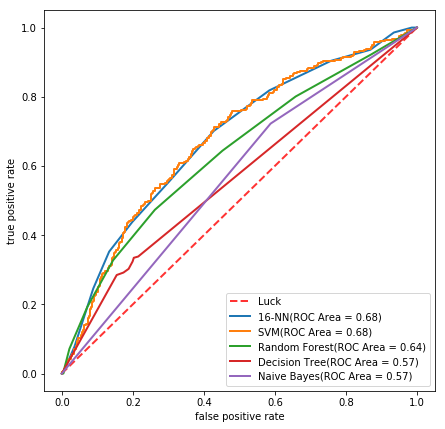 1.0
0.8
0.6
0.4
0.2
0.0
true positive rate
0.0 0.2 0.4 0.6 0.8 1.0
false positive rate
Luck
16-NN(ROC Area = 0.68)
SVM(ROC Area = 0.68)
Random Forest(ROC Area = 0.64)
Decision Tree(ROC Area = 0.57)
Naive Bayes(ROC Area = 0.57)